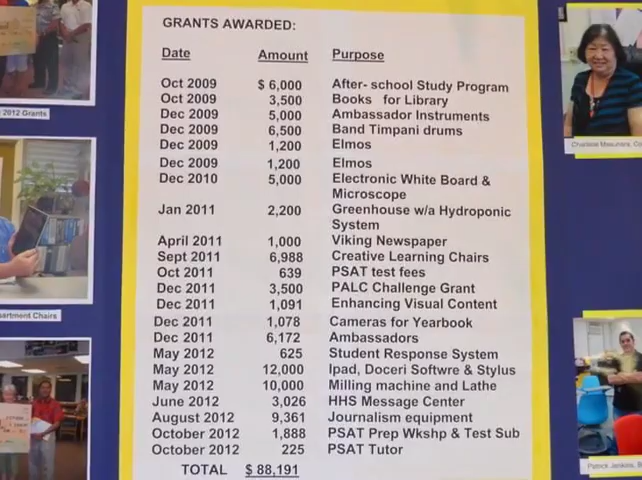 GRANTS AWARDED:
Date Amount Purpose
Oct 2009 $ 6,000 After- school Study Program
Oct 2009 3,500 Books for Library
Dec 2009 5,000 Ambassador Instruments
Dec 2009 6,500 Band Timpani drums
Dec 2009 1,200 Elmos
Dec 2009 1,200 Elmos
Dec 2010 5,000 Electronic White Board &
Microscope
Jan 2011 2,200 Greenhouse w/a Hydroponic
System
April 2011 1,000 Viking Newspaper
Sept 2011 6,988 Creative Learning Chairs
Oct 2011 639 PSAT test fees
Dec 2011 3,500 PALC Challenge Grant
Dec 2011 1,091 Enhancing Visual Content
Dec 2011 1,078 Cameras for Yearbook
Dec 2011 6,172 Ambassadors
May 2012 625 Student Response System
May 2012 12,000 Ipad, Doceri Softwre & Stylus
May 2012 10,000 Milling machine and Lathe
June 2012 3,026 HHS Message Center
August 2012 9,361 Journalism equipment
October 2012 1,888 PSAT Prep Wkshp & Test Sub
October 2012 225 PSAT Tutor
TOTAL $ 88,191
2012 Grants
partment Chairs
Patrick Jenkins, B